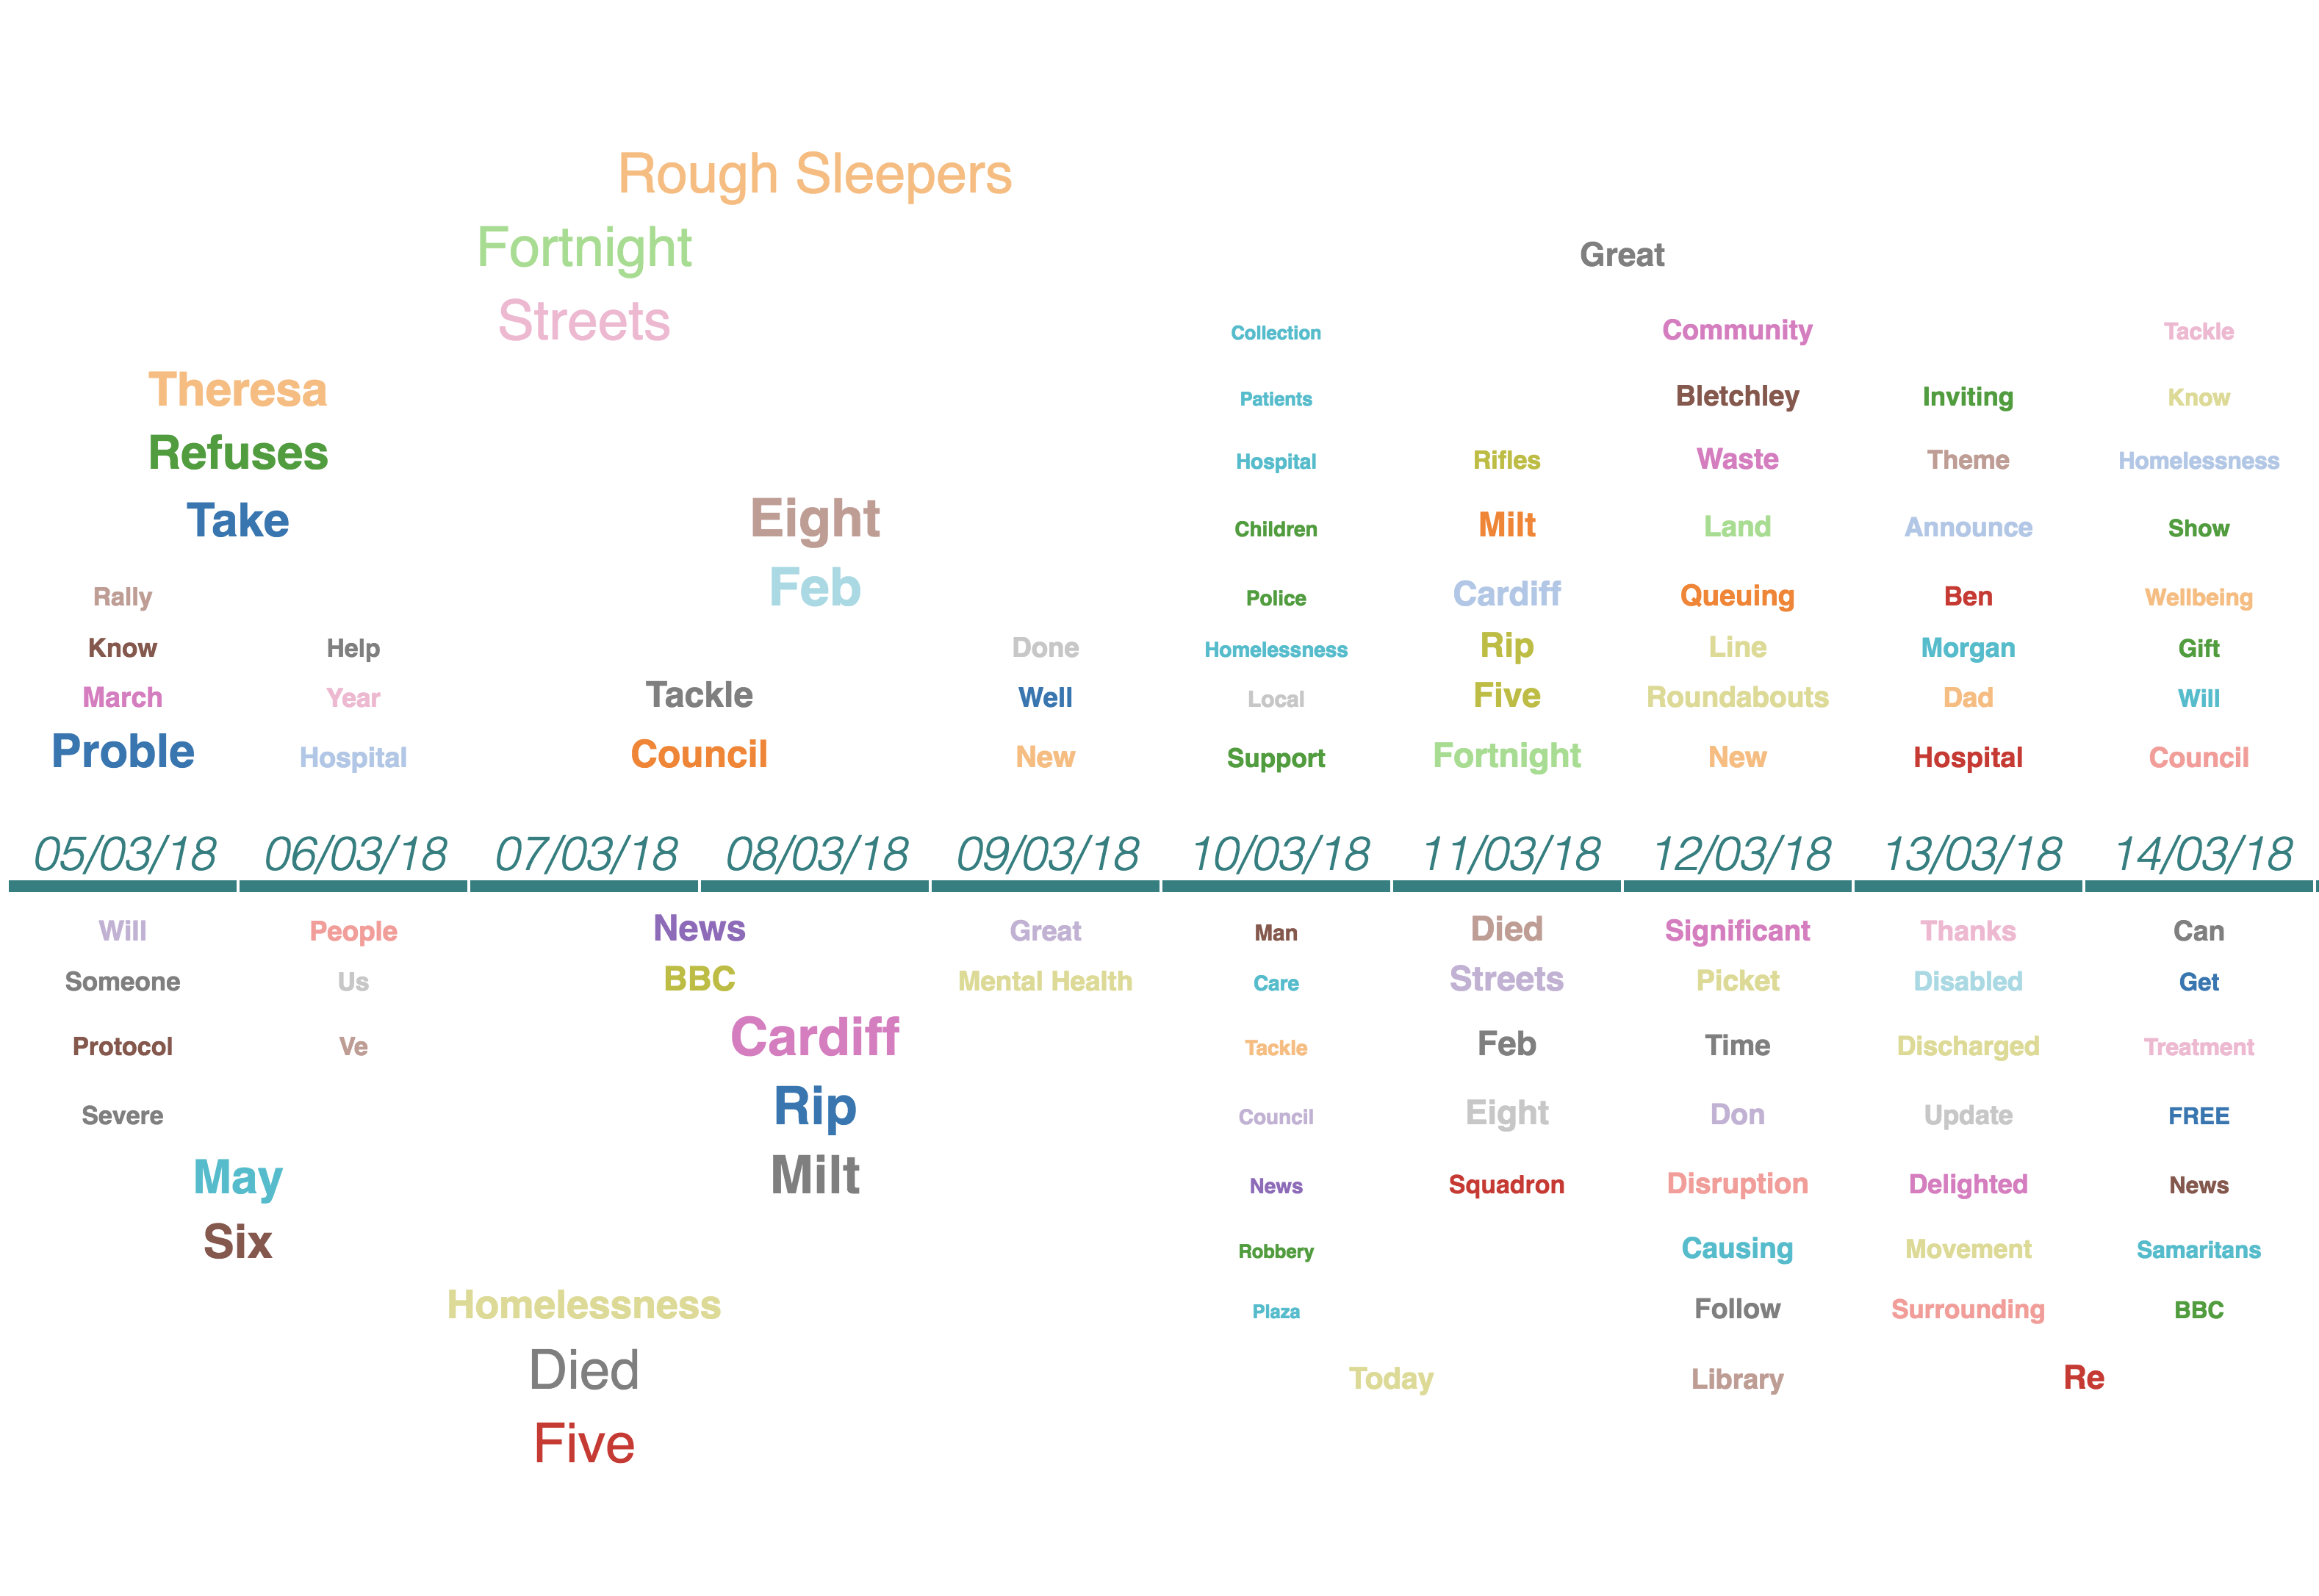 Rough Sleepers
Fortnight
Great
Streets
Collection Community Tackle
Theresa Patients Bletchley Inviting Know
Refuses Hospital Rifles Waste Theme Homelessness
Take Eight Children Milt Land Announce Show
Rally Feb Police Cardiff Queuing Ben Wellbeing
Know Help Done Homelessness Rip Line Morgan Gift
March Year Tackle Well Local Five Roundabouts Dad Will
Proble Hospital Council New Support Fortnight New Hospital Council
05/03/18 06/03/18 07/03/18 08/03/18 09/03/18 10/03/18 11/03/18 12/03/18 13/03/18 14/03/18
Will People News Great Man Died Significant Thanks Can
Someone Us BBC Mental Health Care Streets Picket Disabled Get
Protocol Ve Cardiff Tackle Feb Time Discharged Treatment
Severe Rip Council Eight Don Update FREE
May Milt News Squadron Disruption Delighted News
Six Robbery Causing Movement Samaritans
Homelessness Plaza Follow Surrounding BBC
Died Today Library Re
Five